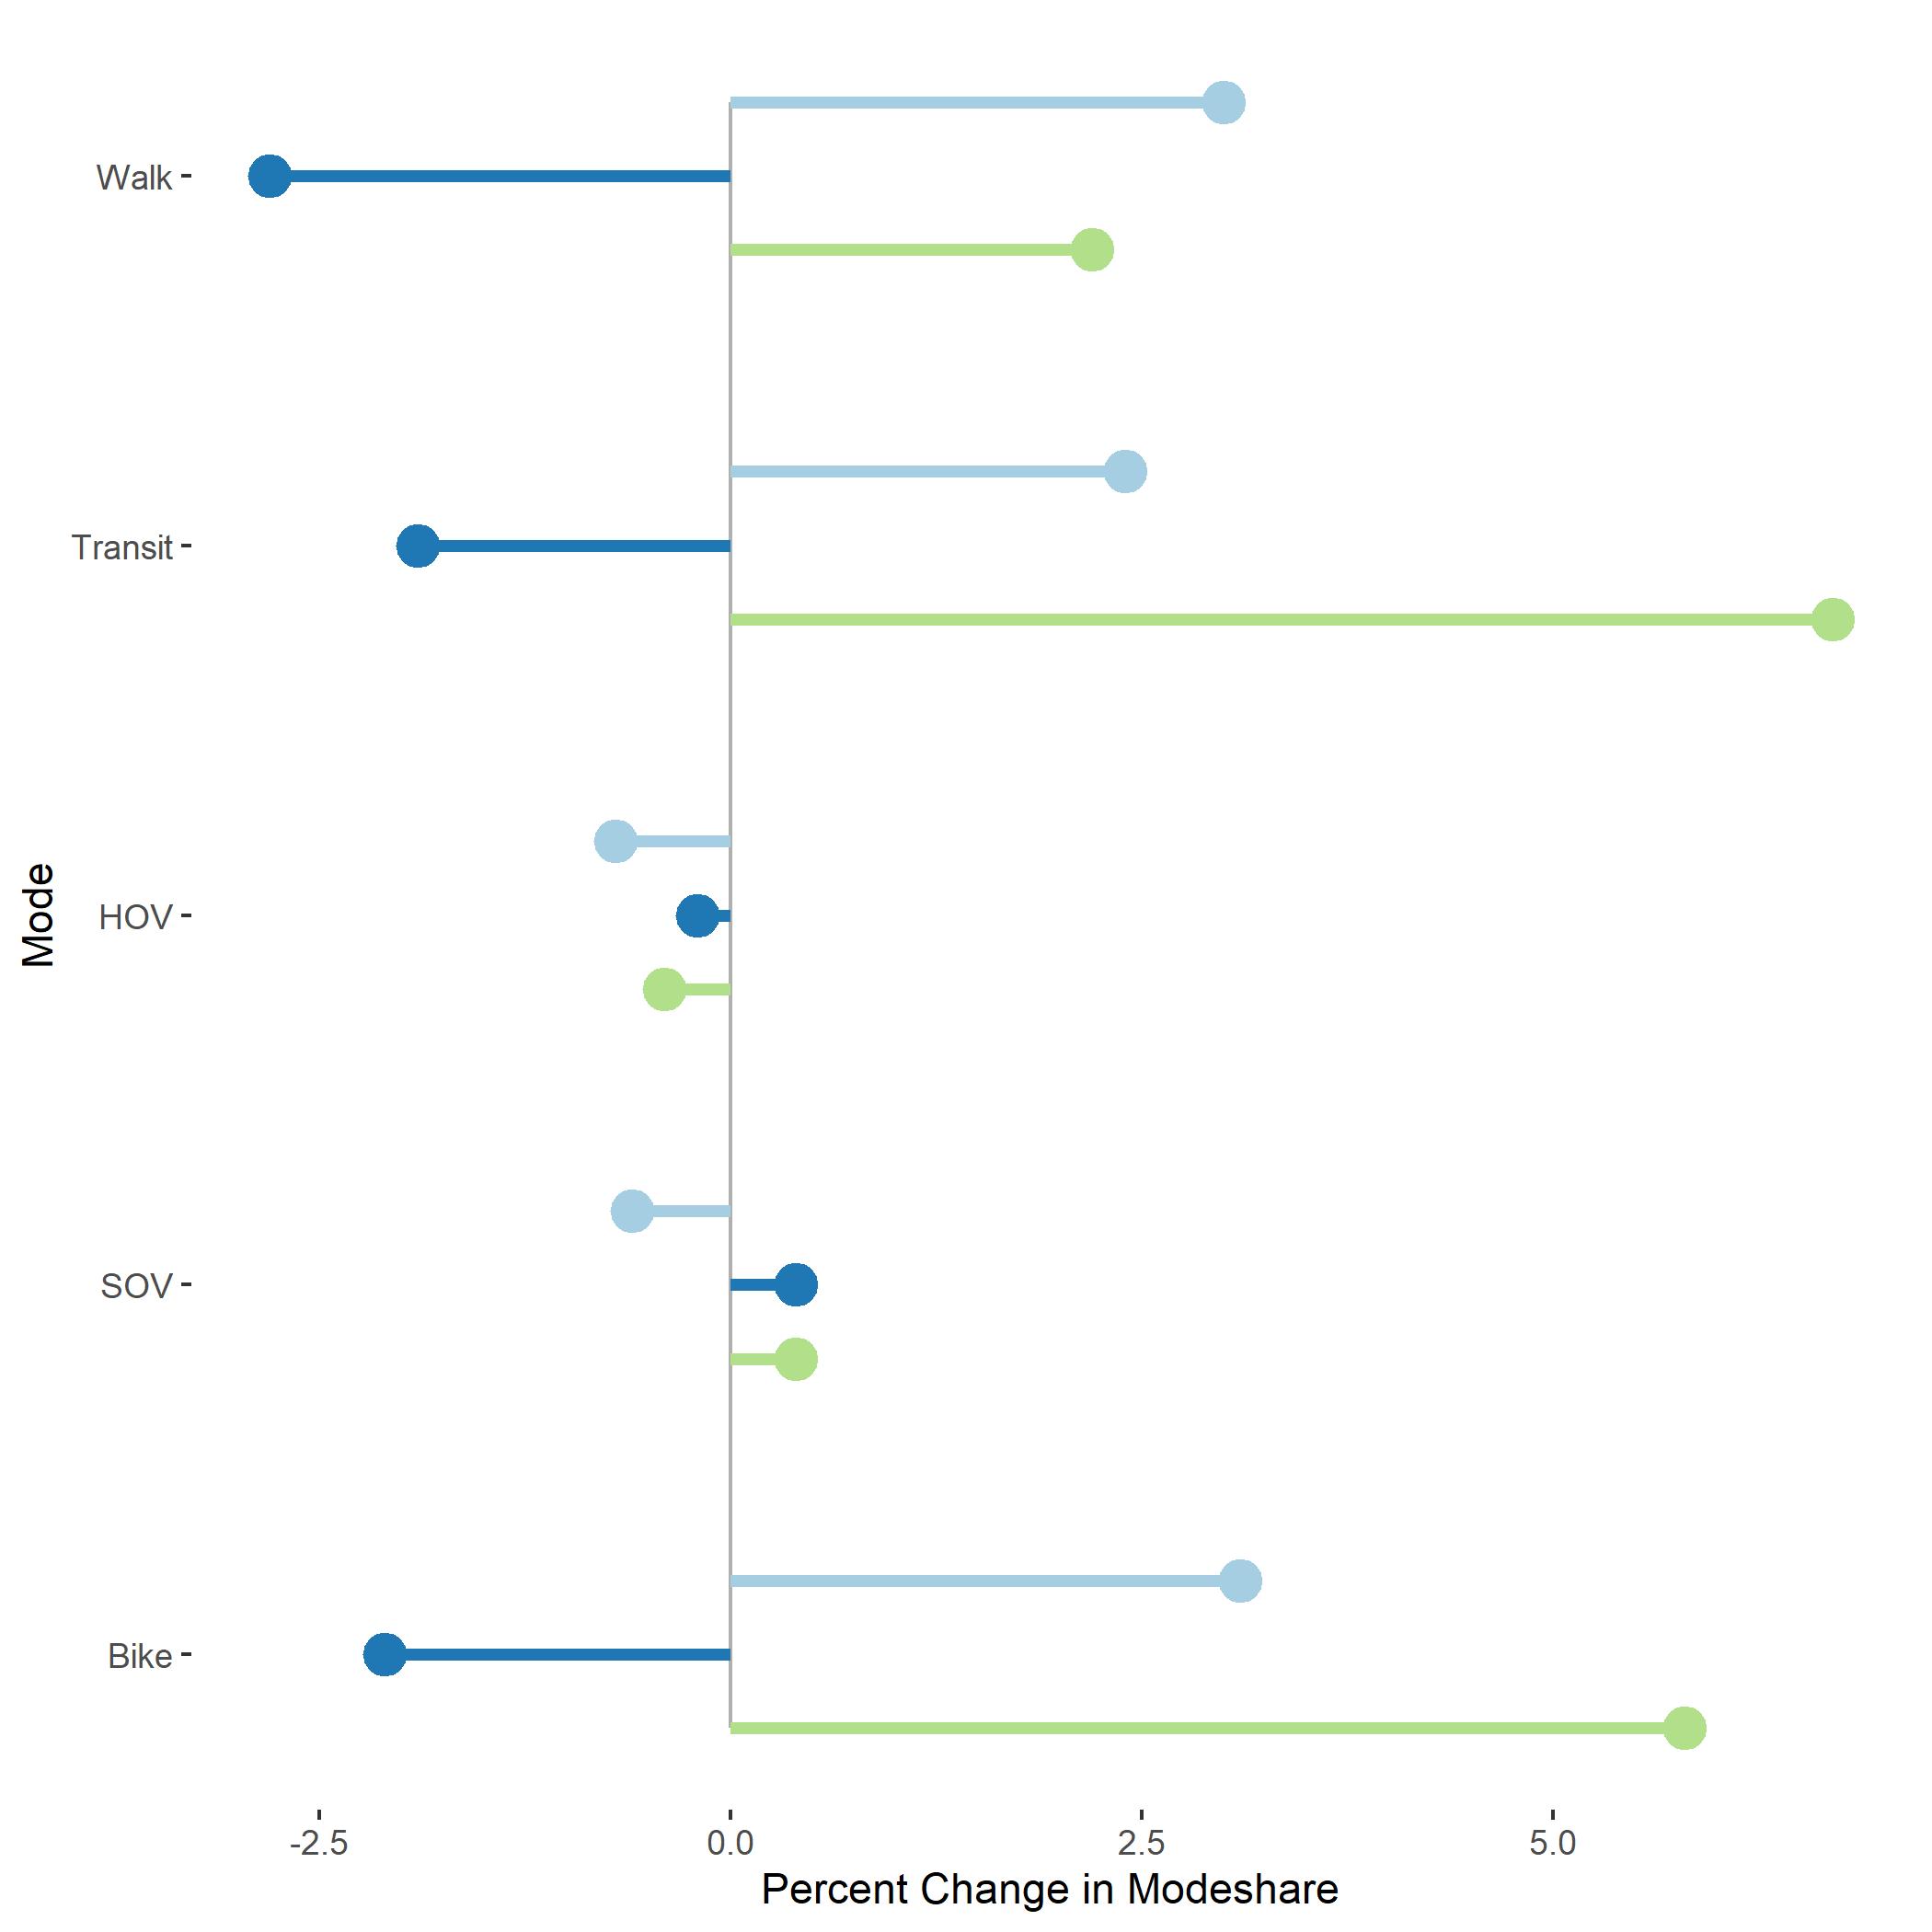 Walk
Transit
HOV
SOV
Bike
Mode
-2.5 0.0 2.5 5.0
Percent Change in Modeshare